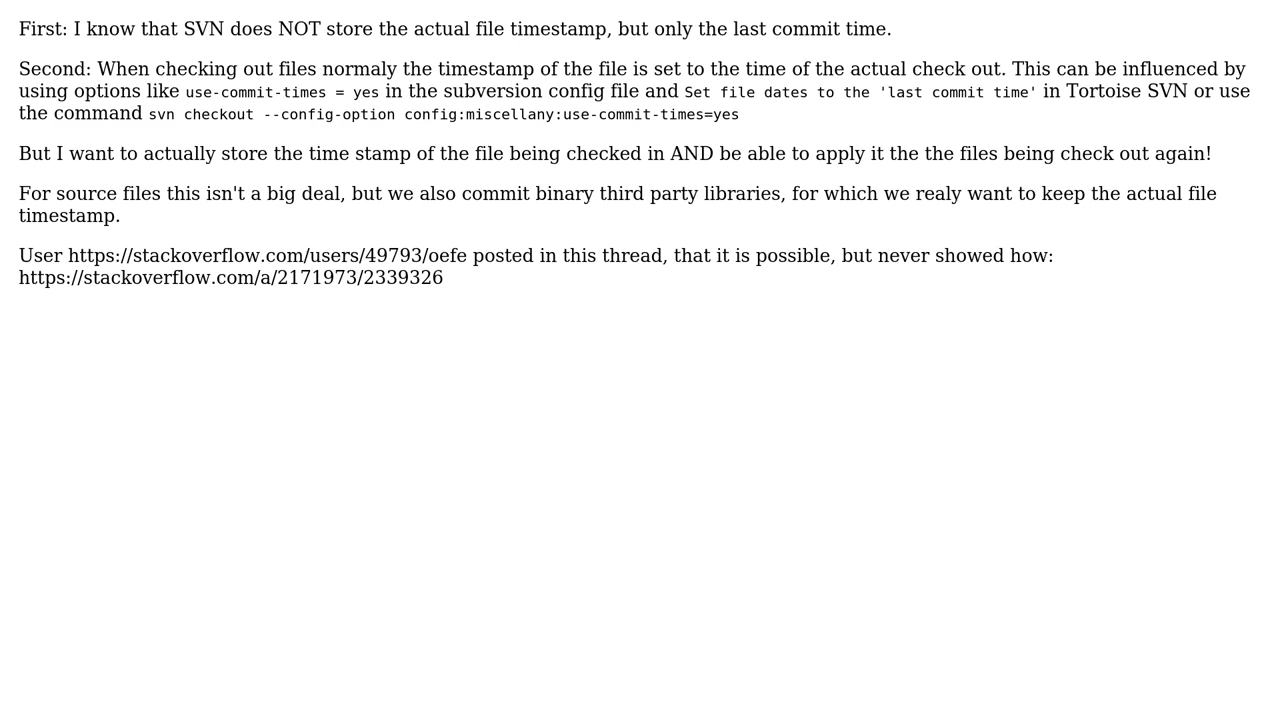 First: I know that SVN does NOT store the actual file timestamp, but only the last commit time.
Second: When checking out files normaly the timestamp of the file is set to the time of the actual check out. This can be influenced by
using options like use-commit-times = yes in the subversion config file and Set file dates to the 'last commit time' in Tortoise SVN or use
the command svn checkout --config-option config:miscellany:use-commit-times=yes
But I want to actually store the time stamp of the file being checked in AND be able to apply it the the files being check out again!
For source files this isn't a big deal, but we also commit binary third party libraries, for which we realy want to keep the actual file
timestamp.
User https://stackoverflow.com/users/49793/oefe posted in this thread, that it is possible, but never showed how:
https://stackoverflow.com/a/2171973/2339326